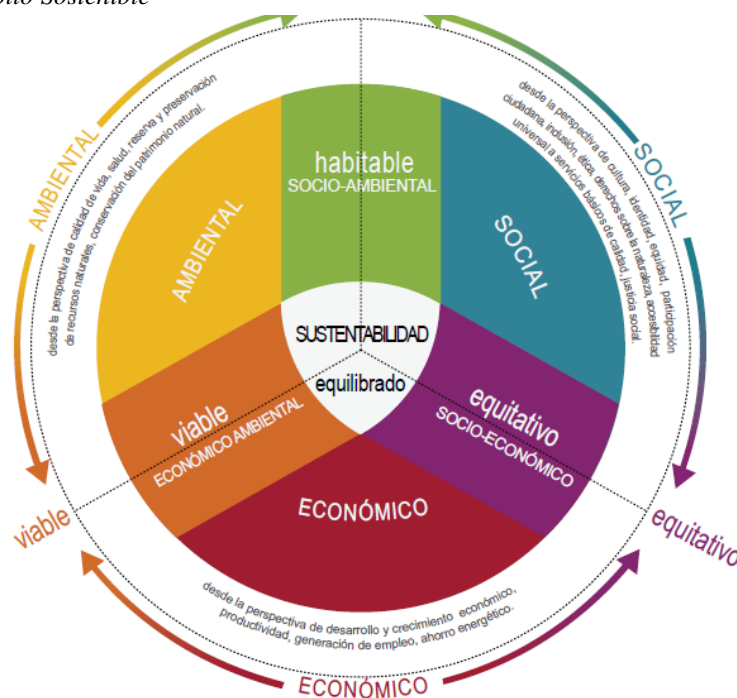 ollo Sostenible
AMBIENTAL
desde la perspectiva de calidad de vida, salud, reserva y preservación
de recursos naturales, conservación del patrimonio natural.
SOCIAL
desde la perspectiva de cultura, identidad, equidad, participación
ciudadana, inclusión, ética, derechos sobre la naturaleza, accesibilidad
universal a servicios básicos de calidad, justicia social.
habitable
SOCIO-AMBIENTAL
AMBIENTAL
SOCIAL
SUSTENTABILIDAD
equilibrado
viable
ECONÓMICO AMBIENTAL
equitativo
SOCIO-ECONÓMICO
ECONÓMICO
viable
equitativo
desde la perspectiva de desarrollo y crecimiento económico,
productividad, generación de empleo, ahorro energético.
ECONÓMICO